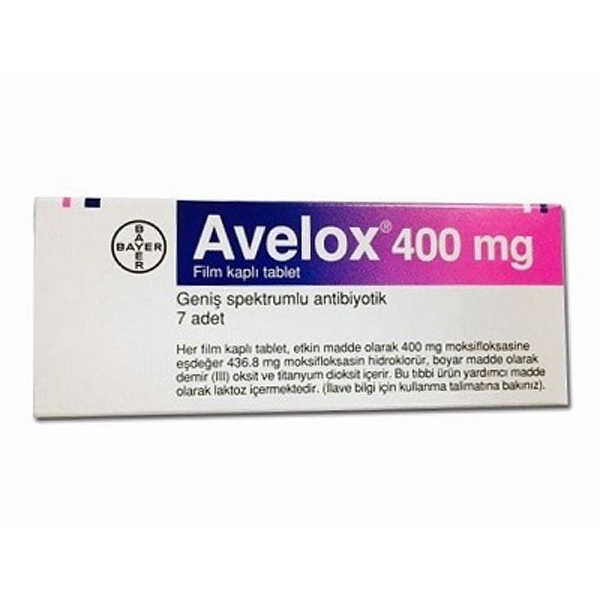 BAYER
BAYER
Avelox® 400 mg
Film kaplı tablet
Geniş spektrumlu antibiyotik
7 adet
Her film kaplı tablet, etkin madde olarak 400 mg moksifloksasine
eşdeğer 436.8 mg moksifloksasin hidroklorür, boyar madde olarak
demir (III) oksit ve titanyum dioksit içerir. Bu tıbbi ürün yardımcı madde
olarak laktoz içermektedir. (İlave bilgi için kullanma talimatına bakınız).